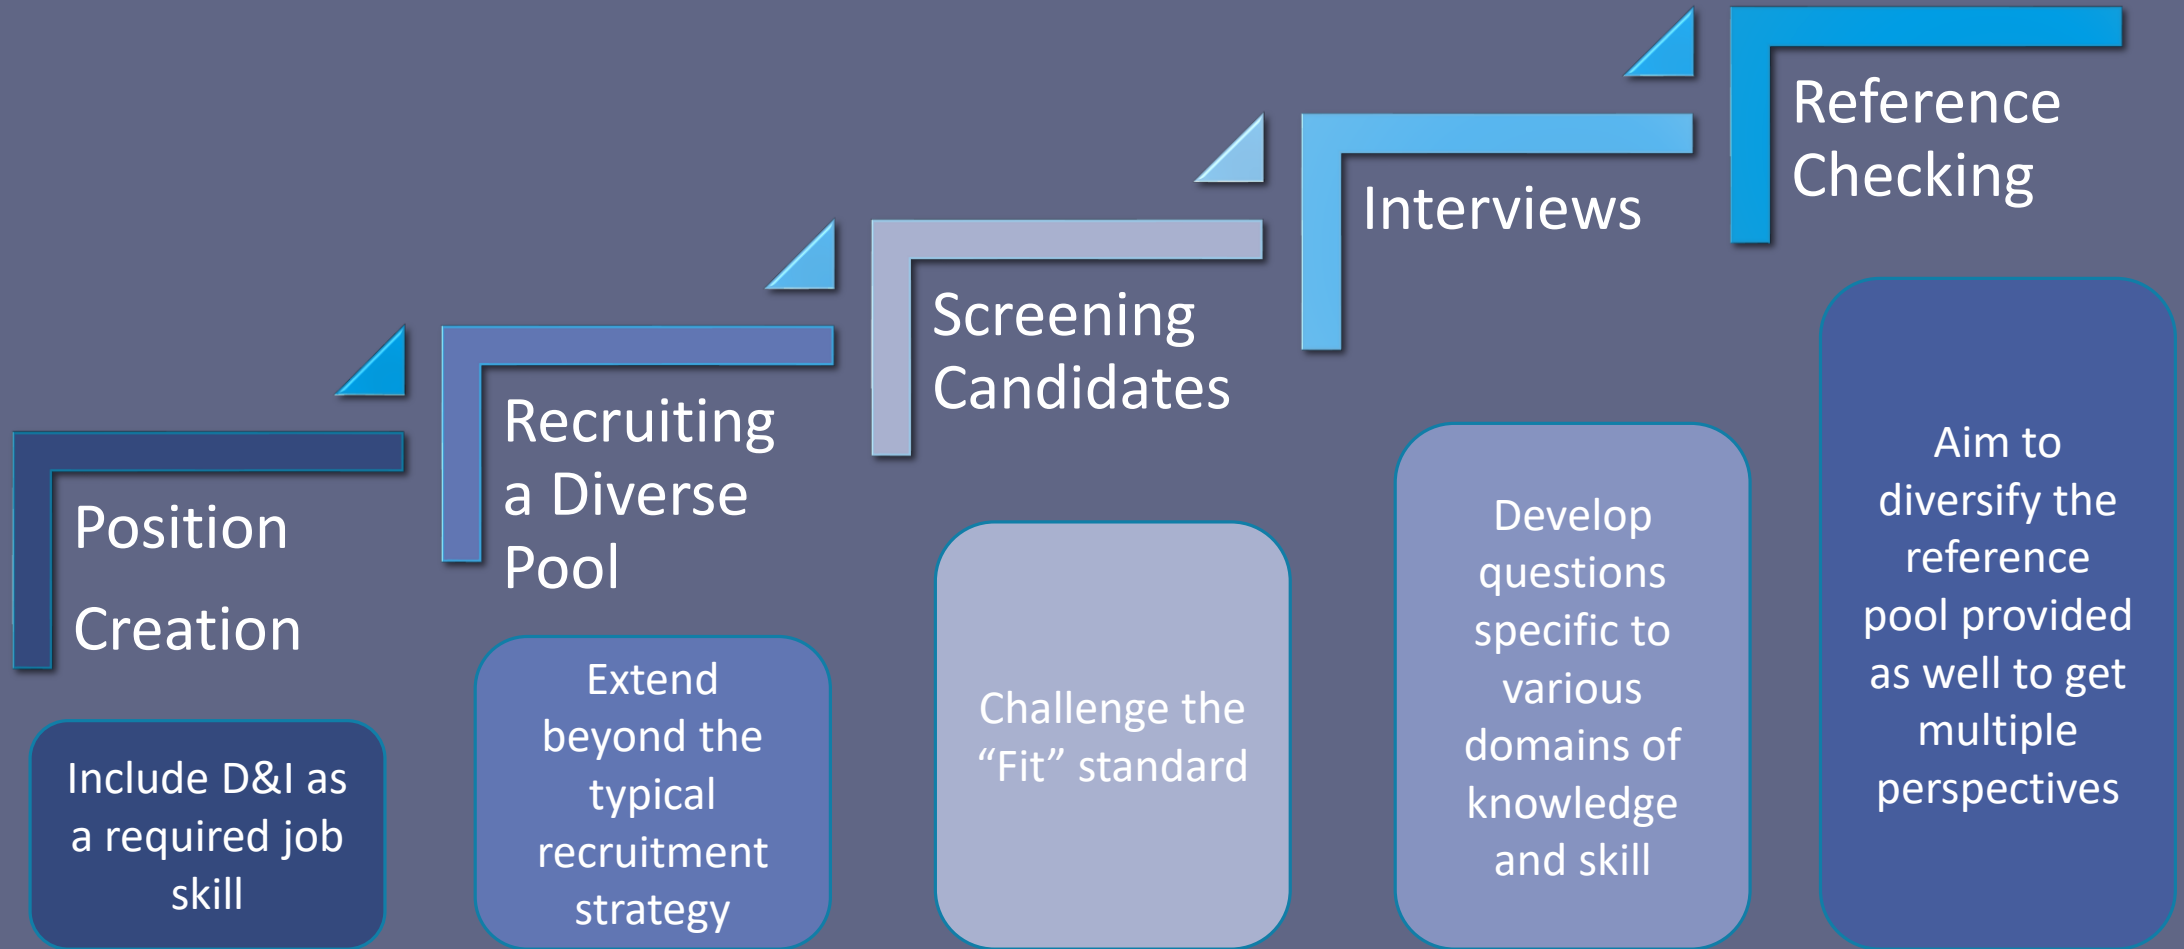 Position
Creation
Include D&I as
a required job
skill
Recruiting
a Diverse
Pool
Extend
beyond the
typical
recruitment
strategy
Screening
Candidates
Challenge the
“Fit” standard
Interviews
Develop
questions
specific to
various
domains of
knowledge
and skill
Reference
Checking
Aim to
diversify the
reference
pool provided
as well to get
multiple
perspectives